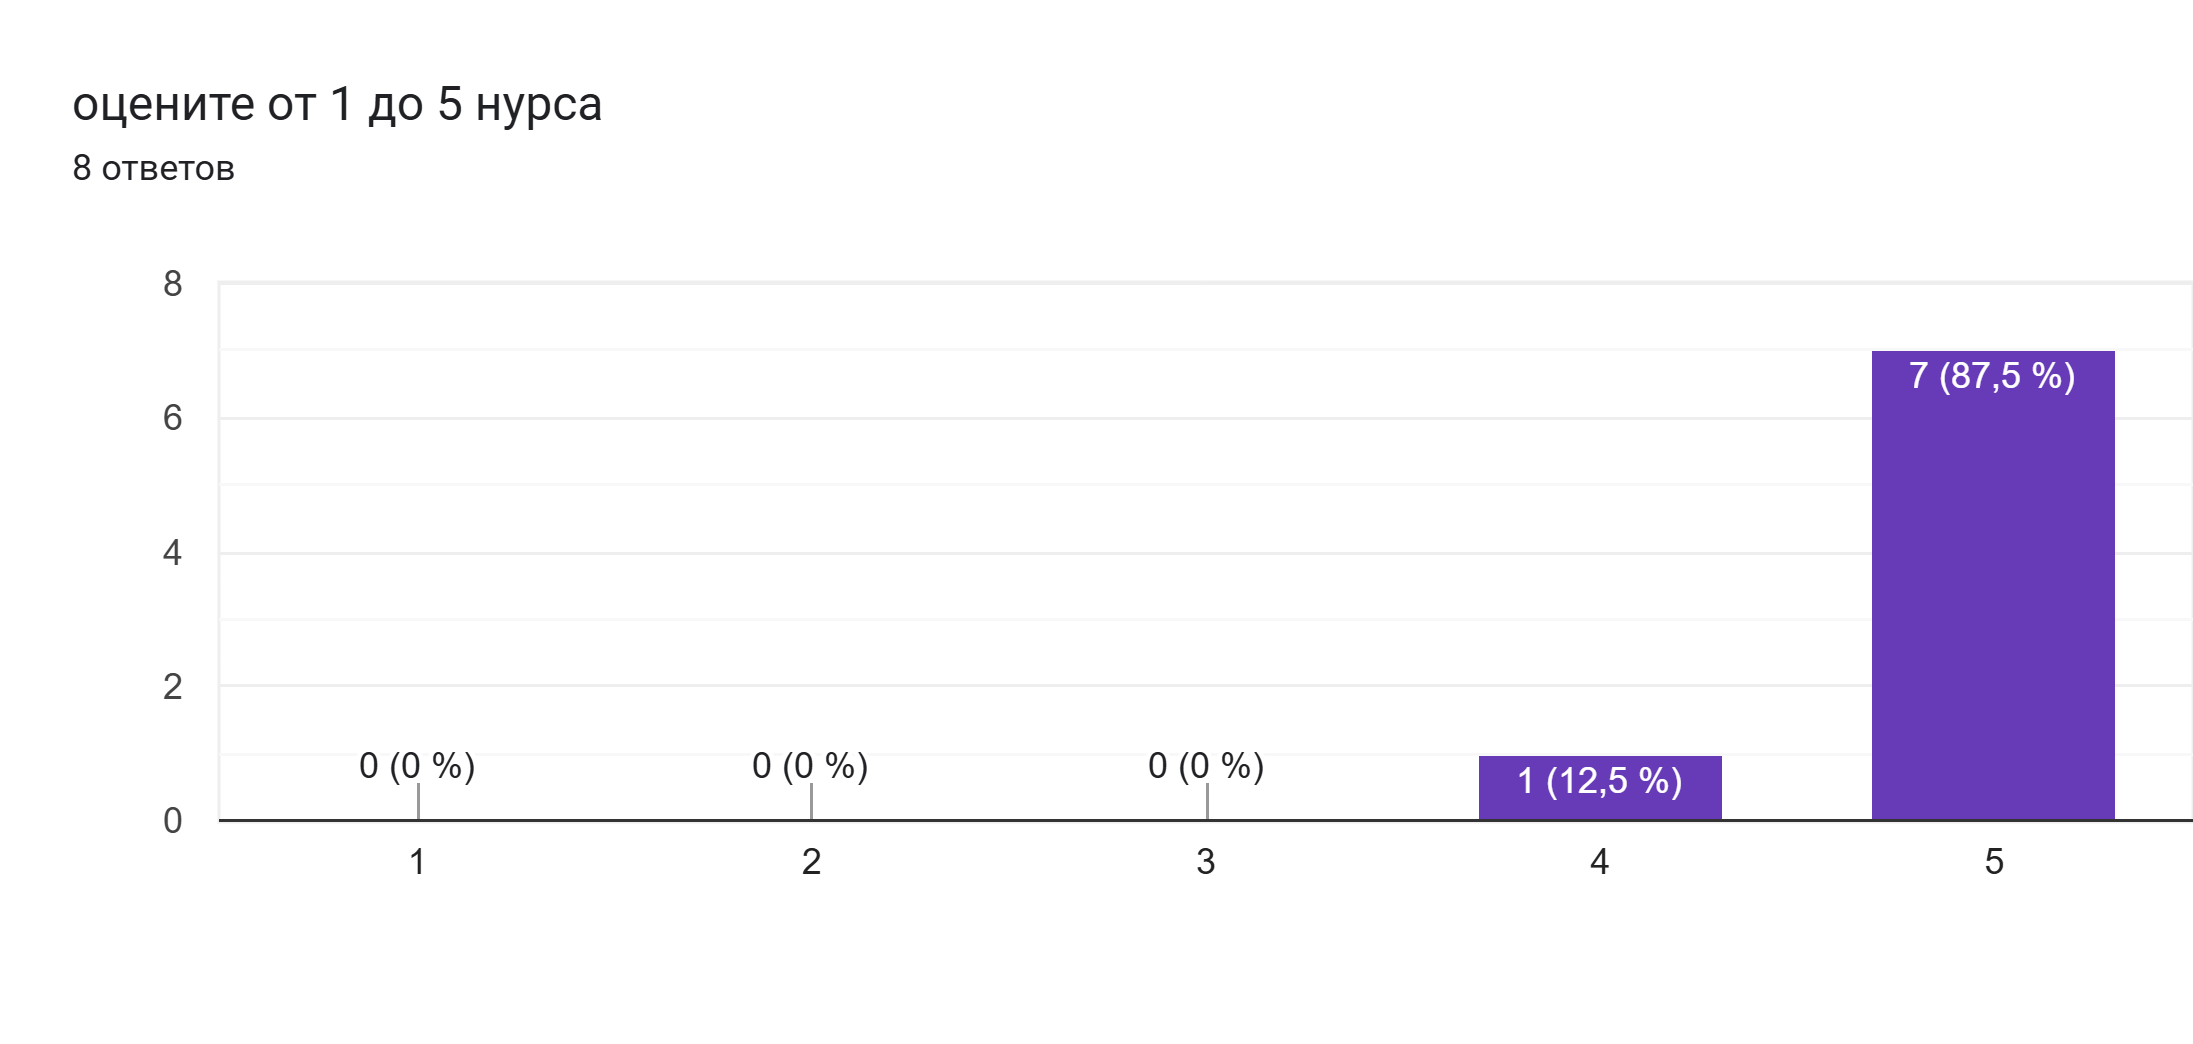 оцените от 1 до 5 нурса
8 ответов
8
6
4
2
0
0 (0 %)
0 (0 %)
0 (0 %)
1 (12,5 %)
7 (87,5 %)
1
2
3
4
5